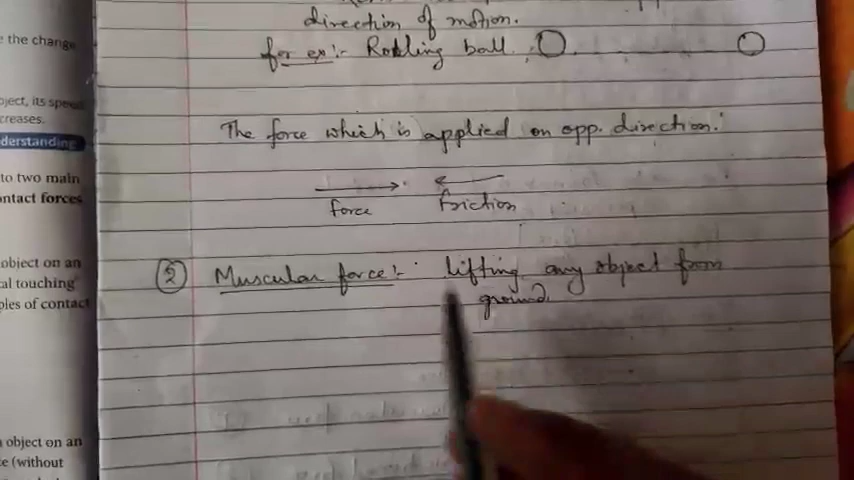 direction of motion.
for ex:- Rolling ball
The force which is applied on opp. direction.
force
friction
② Muscular force:- lifting any object from
ground.
e the change
oject, its speed
creases.
derstanding
to two main
ontact forces
object on an
al touching
ples of contact
object on an
e (without